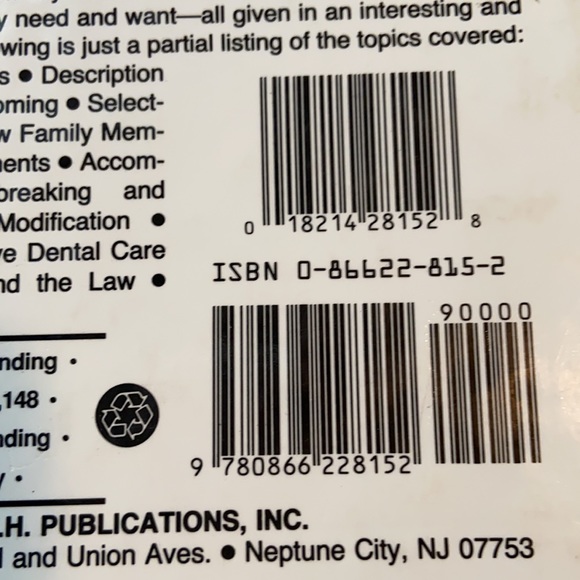 need and want—all given in an interesting and
wing is just a partial listing of the topics covered:
s ● Description
oming ● Select-
w Family Mem-
nents ● Accom-
breaking and
Modification ●
ve Dental Care
nd the Law ●
0 18214 28152 8
ISBN 0-86622-815-2
90000
9 780866 228152
nding •
,148 •
nding •
.H. PUBLICATIONS, INC.
and Union Aves. ● Neptune City, NJ 07753